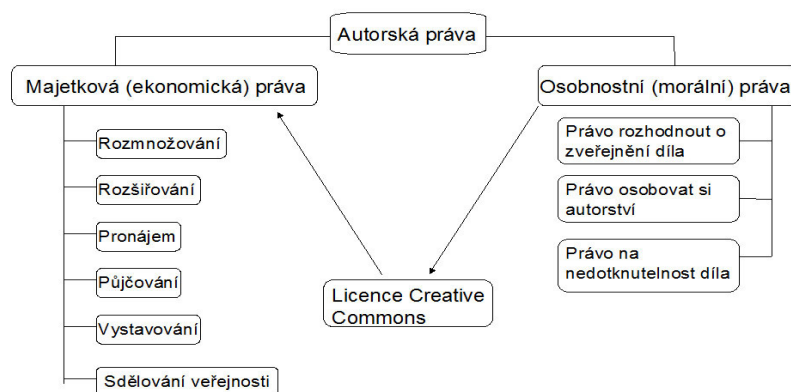 Autorská práva
Majetková (ekonomická) práva
Osobnostní (morální) práva
Rozmnožování
Rozšiřování
Pronájem
Půjčování
Vystavování
Sdělování veřejnosti
Právo rozhodnout o
zveřejnění díla
Právo osobovat si
autorství
Právo na
nedotknutelnost díla
Licence Creative
Commons